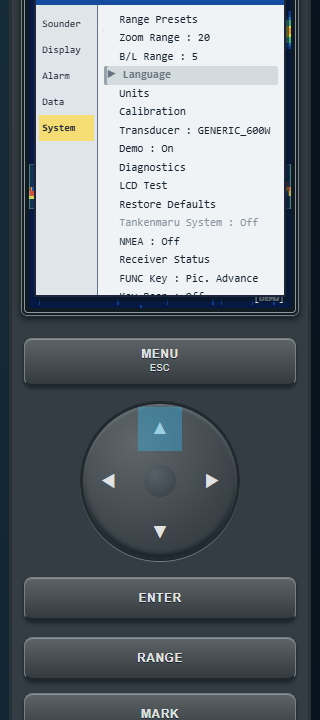 Sounder
Display
Alarm
Data
System
Range Presets
Zoom Range : 20
B/L Range : 5
Language
Units
Calibration
Transducer : GENERIC_600W
Demo : On
Diagnostics
LCD Test
Restore Defaults
Tankenmaru System : Off
NMEA : Off
Receiver Status
FUNC Key : Pic. Advance
MENU
ESC
ENTER
RANGE
MARK